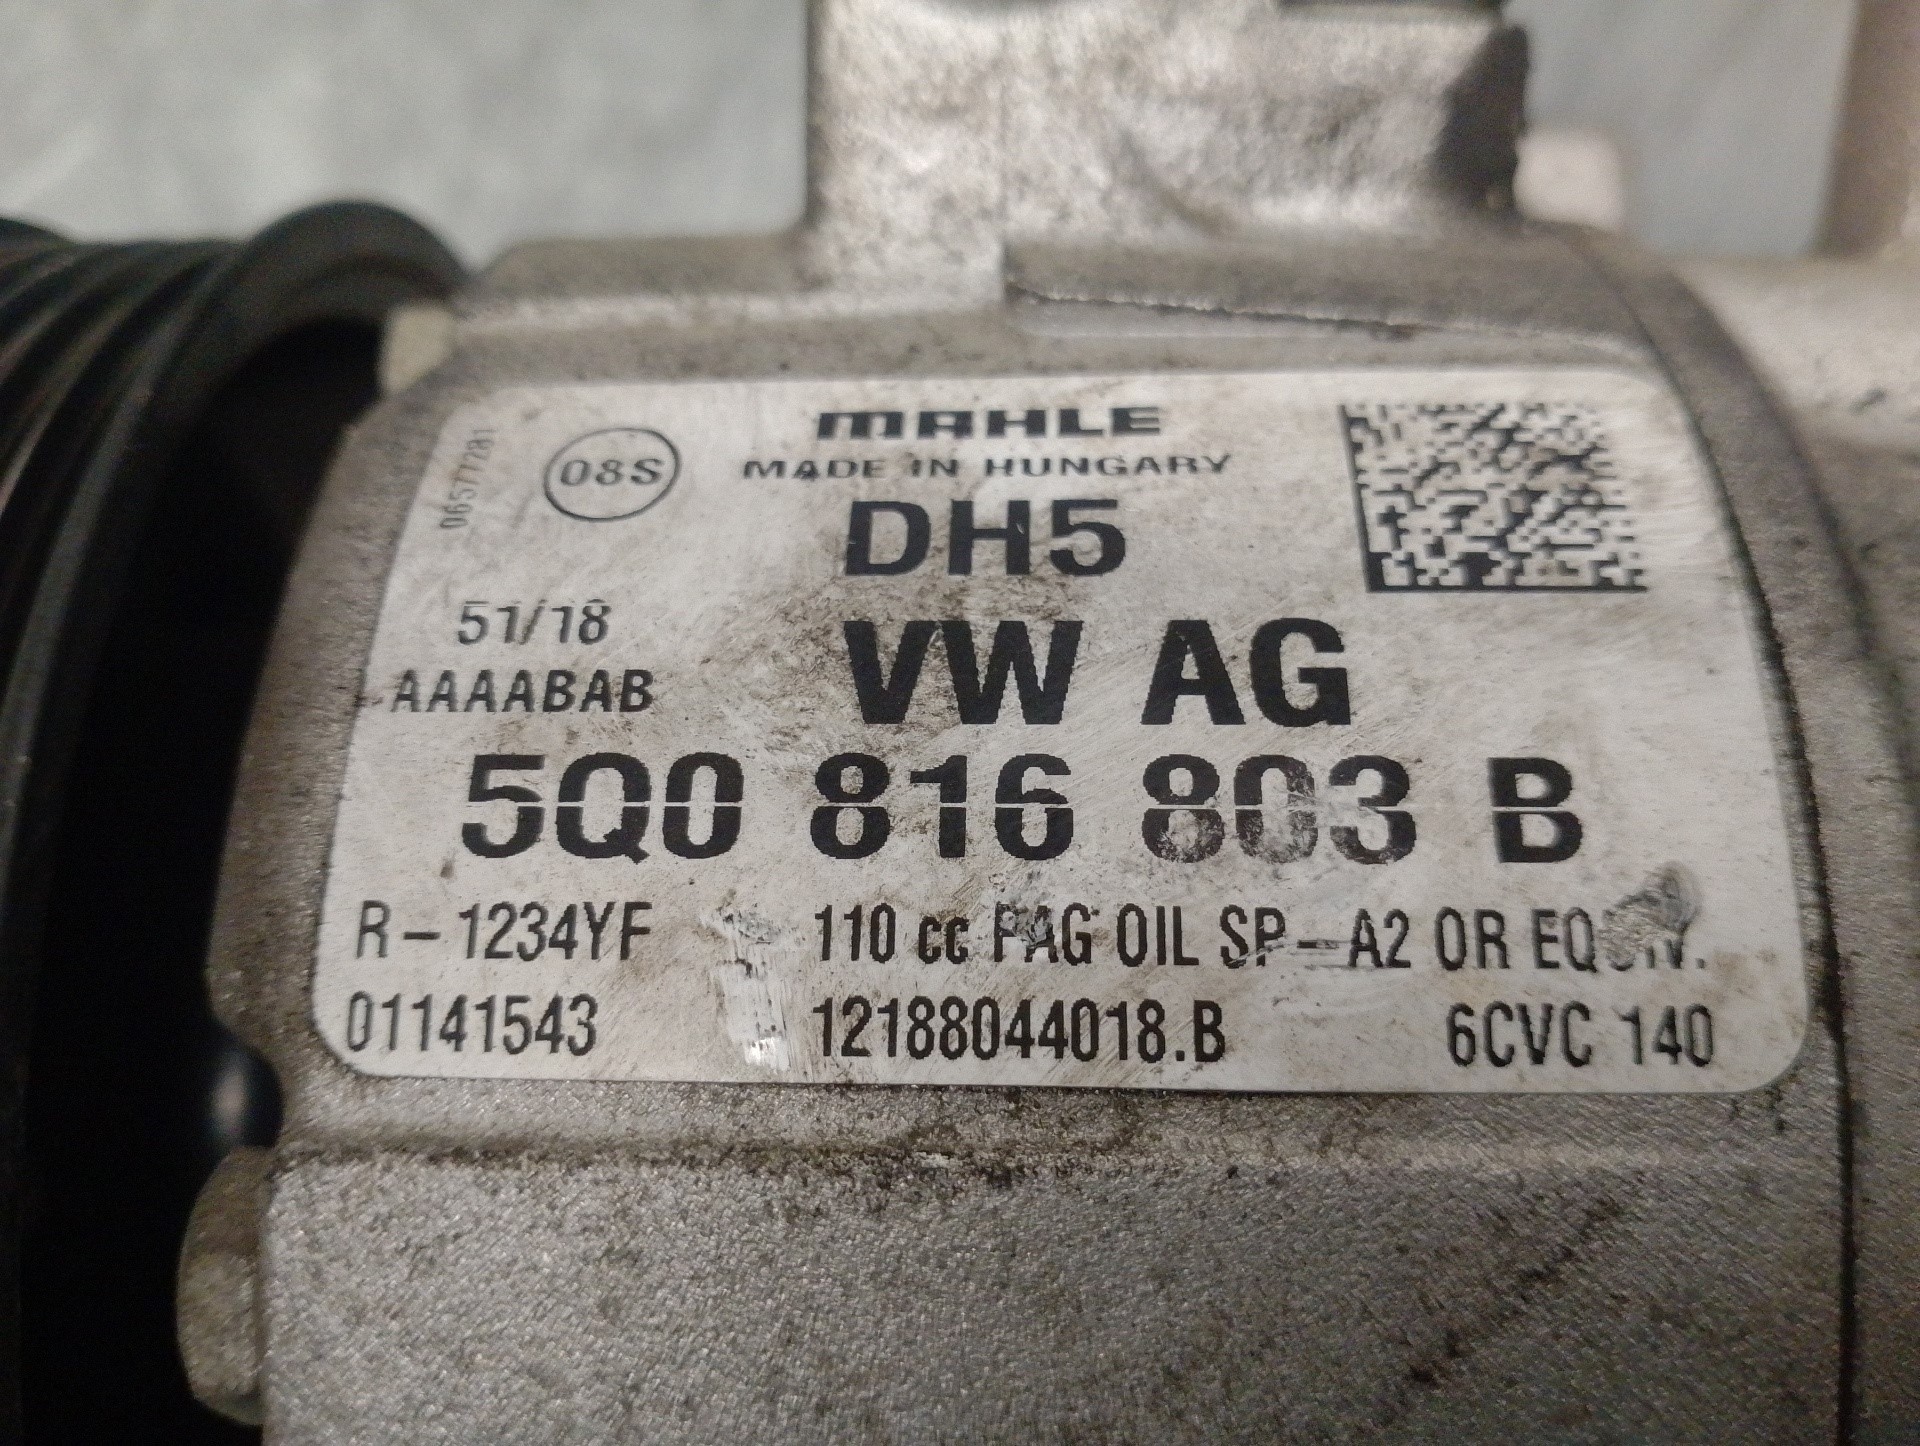 MAHLE
MADE IN HUNGARY
08S
06577201
DH5
51/18
AAAABAB
VW AG
5Q0 816 803 B
R-1234YF 110 cc PAG OIL SP-A2 OR EQUIV.
01141543 12188044018.B 6CVC 140